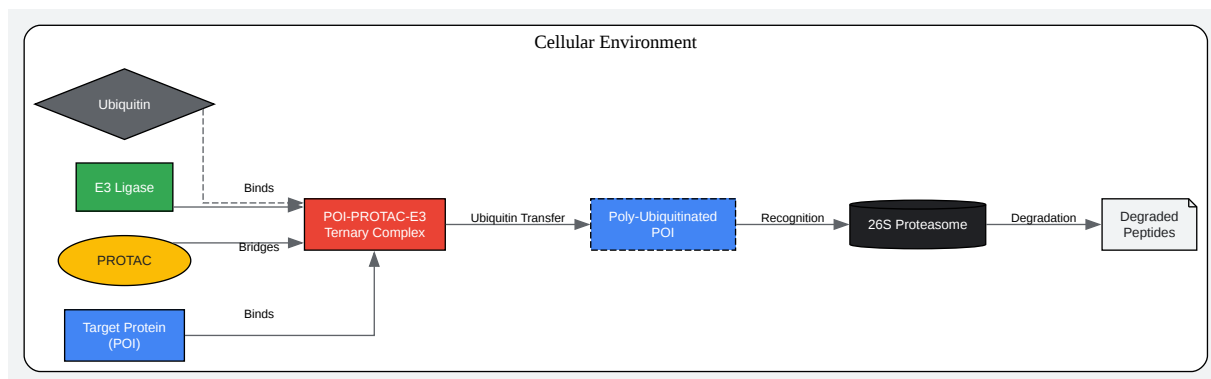 Cellular Environment
Ubiquitin
E3 Ligase
Binds
PROTAC
Bridges
Target Protein
(POI)
Binds
POI-PROTAC-E3
Ternary Complex
Ubiquitin Transfer
Poly-Ubiquitinated
POI
Recognition
26S Proteasome
Degradation
Degraded
Peptides